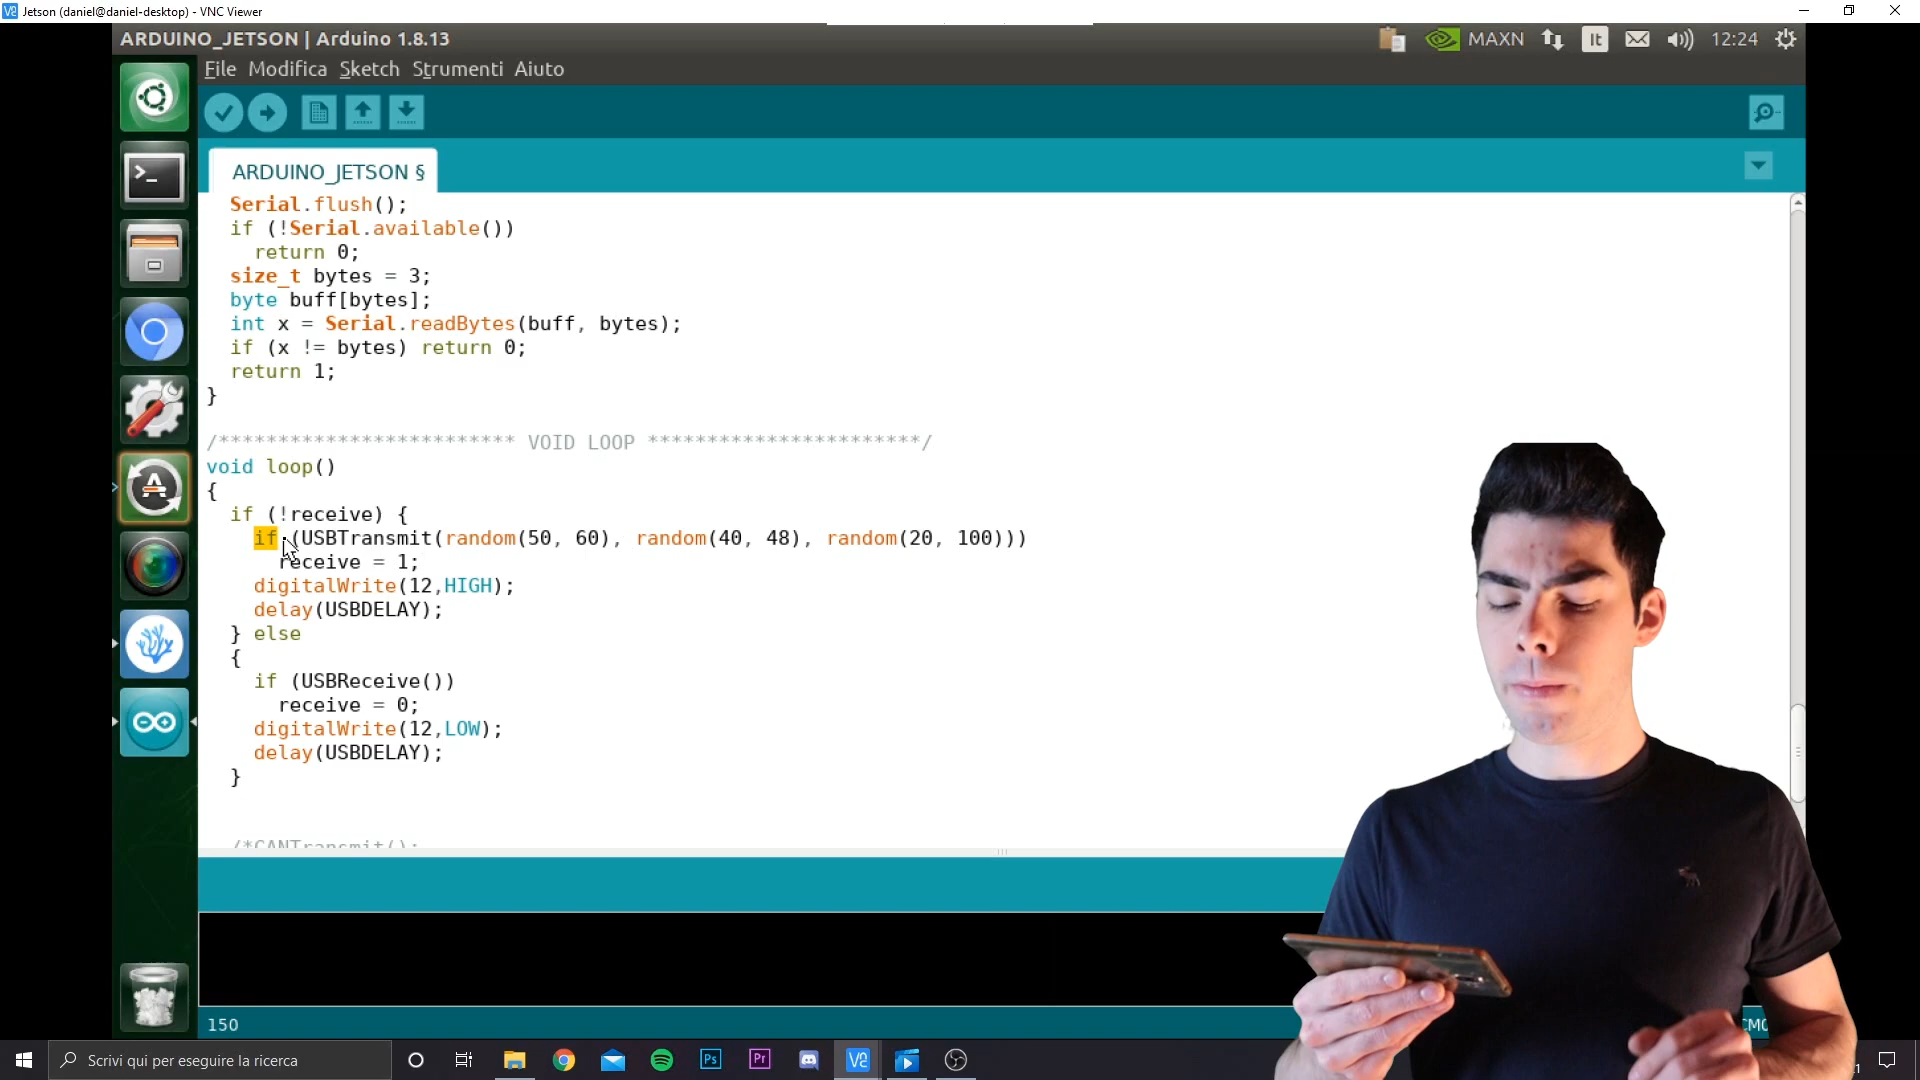 Jetson (daniel@daniel-desktop) - VNC Viewer
ARDUINO_JETSON | Arduino 1.8.13
MAXN
It
12:24
File Modifica Sketch Strumenti Aiuto
ARDUINO_JETSON §
Serial.flush();
if (!Serial.available())
return 0;
size_t bytes = 3;
byte buff[bytes];
int x = Serial.readBytes(buff, bytes);
if (x != bytes) return 0;
return 1;
}
/************************* VOID LOOP ***********************/
void loop()
{
if (!receive) {
if (USBTransmit(random(50, 60), random(40, 48), random(20, 100)))
receive = 1;
digitalWrite(12,HIGH);
delay(USBDELAY);
} else
{
if (USBReceive())
receive = 0;
digitalWrite(12,LOW);
delay(USBDELAY);
}
/*CANTransmit();
150
Scrivi qui per eseguire la ricerca
Ps
Pr